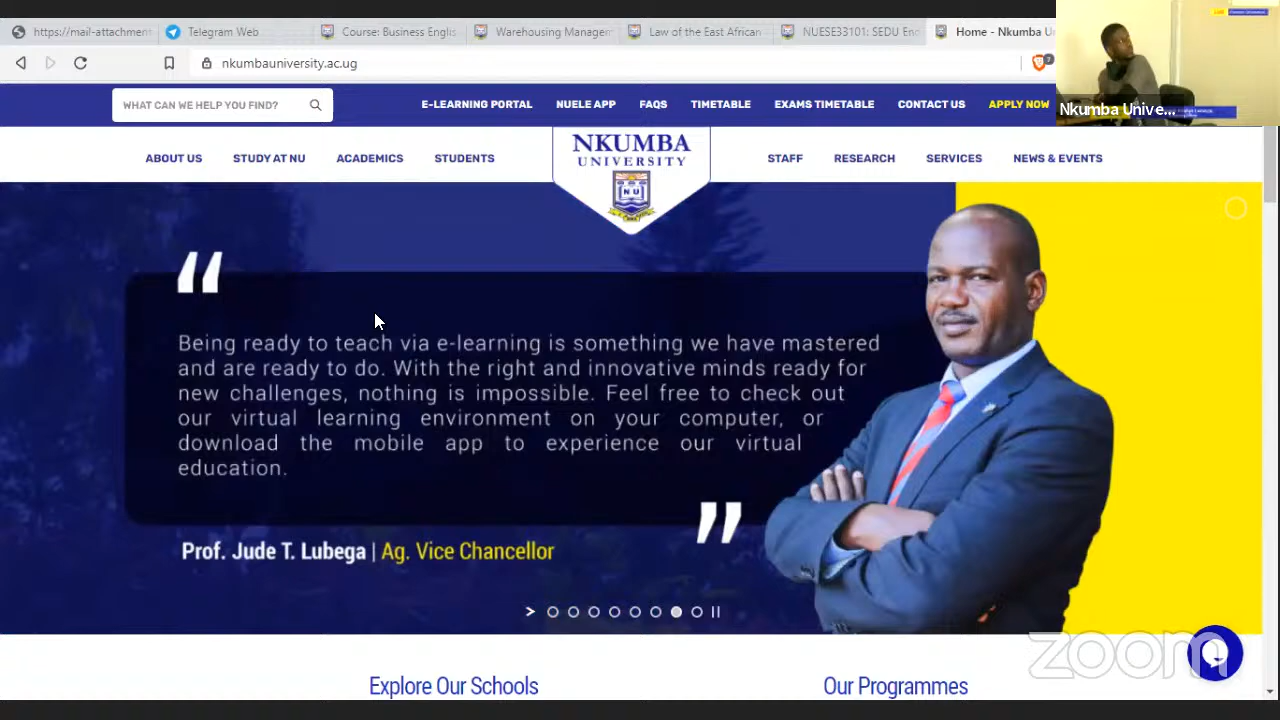 https://mail-attachment
Telegram Web
Course: Business Englis
Warehousing Managem
Law of the East African
NUESE33101: SEDU Eng
Home - Nkumba Un
nkumbauniversity.ac.ug
7
Nkumba Unive...
WHAT CAN WE HELP YOU FIND?
E-LEARNING PORTAL
NUELE APP
FAQS
TIMETABLE
EXAMS TIMETABLE
CONTACT US
APPLY NOW
ABOUT US
STUDY AT NU
ACADEMICS
STUDENTS
NKUMBA
UNIVERSITY
NU
STAFF
RESEARCH
SERVICES
NEWS & EVENTS
“
Being ready to teach via e-learning is something we have mastered
and are ready to do. With the right and innovative minds ready for
new challenges, nothing is impossible. Feel free to check out
our virtual learning environment on your computer, or
download the mobile app to experience our virtual
education.
”
Prof. Jude T. Lubega | Ag. Vice Chancellor
zoom
Explore Our Schools
Our Programmes